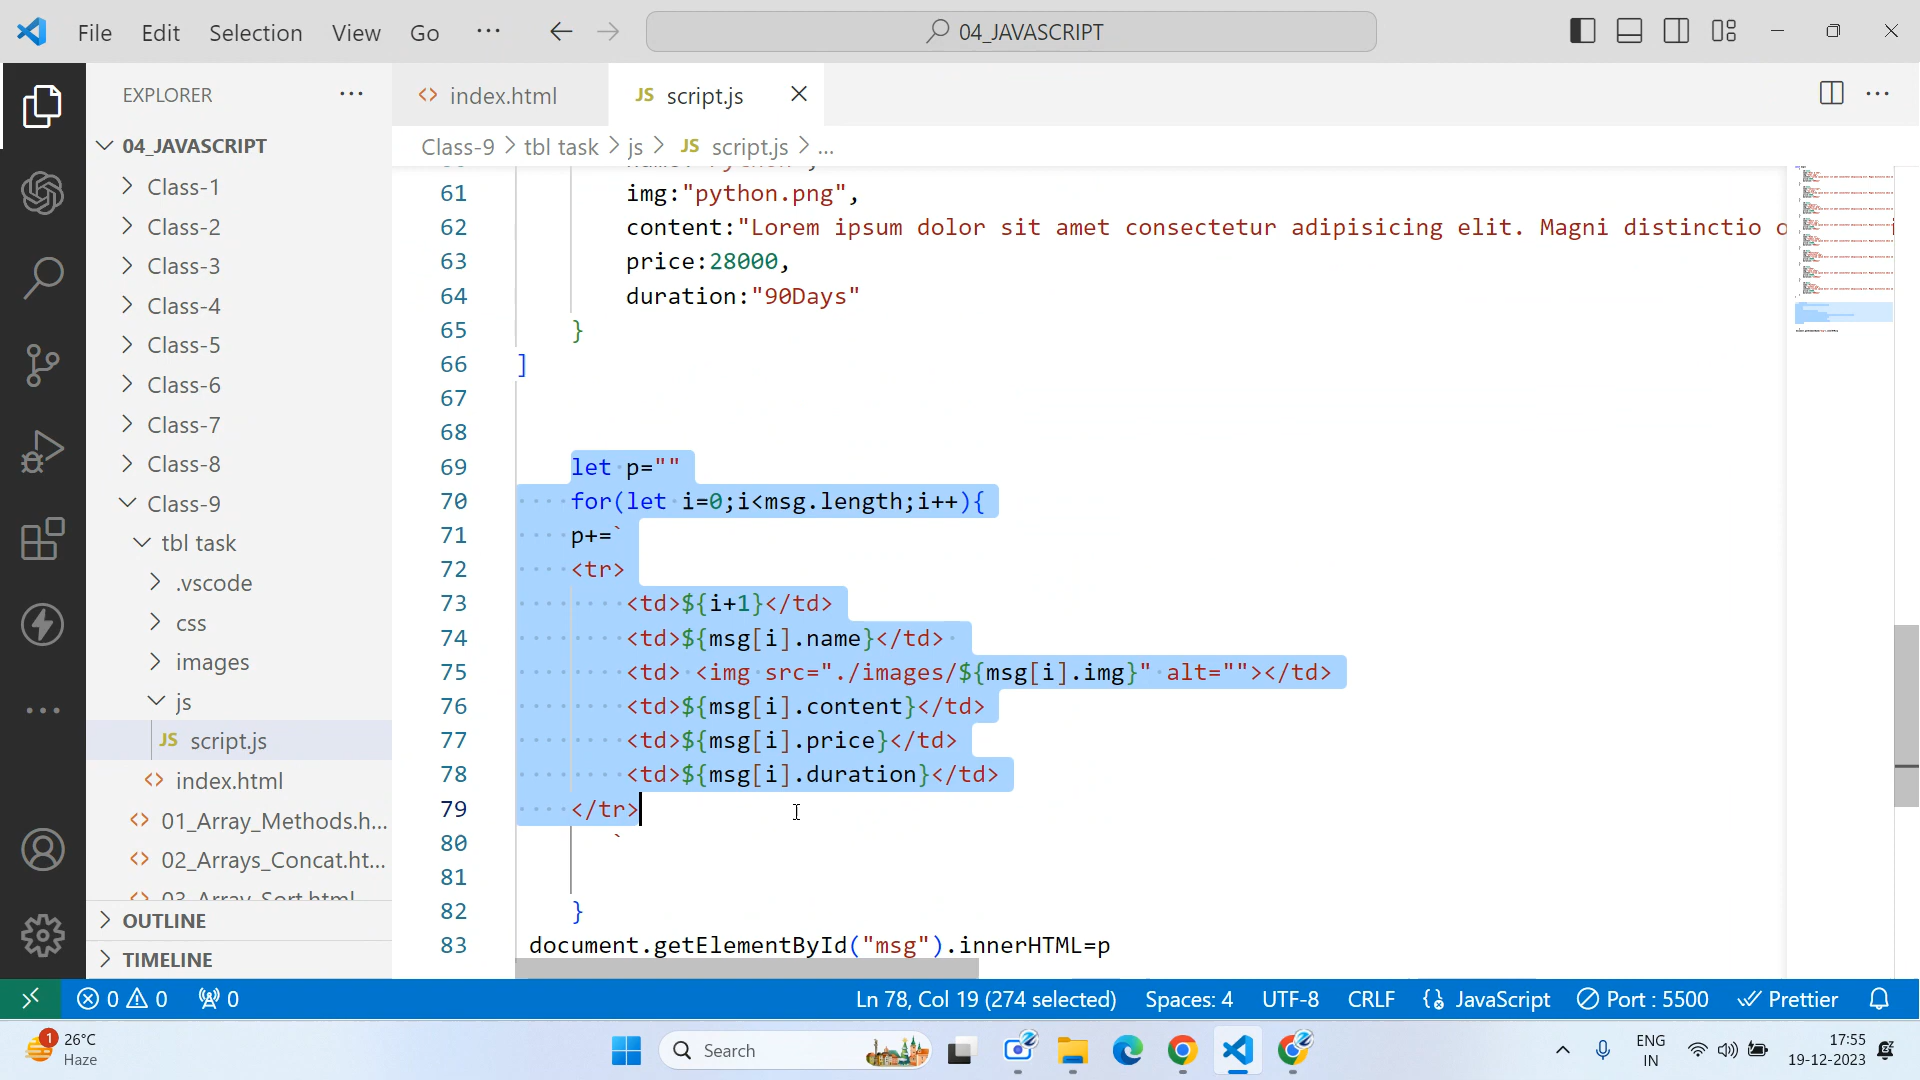 File Edit Selection View Go ···
04_JAVASCRIPT
EXPLORER ···
<> index.html
JS script.js
04_JAVASCRIPT
Class-9 > tbl task > js > JS script.js > ...
Class-1
Class-2
Class-3
Class-4
Class-5
Class-6
Class-7
Class-8
Class-9
tbl task
.vscode
css
images
js
JS script.js
<> index.html
<> 01_Array_Methods.h...
<> 02_Arrays_Concat.ht...
<> 03_Array_Sort.html
OUTLINE
TIMELINE
61 img:"python.png",
62 content:"Lorem ipsum dolor sit amet consectetur adipisicing elit. Magni distinctio
63 price:28000,
64 duration:"90Days"
65 }
66 ]
67
68
69 let p=""
70 for(let i=0;i<msg.length;i++){
71 p+=`
72 <tr>
73 <td>${i+1}</td>
74 <td>${msg[i].name}</td>
75 <td> <img src="./images/${msg[i].img}" alt=""></td>
76 <td>${msg[i].content}</td>
77 <td>${msg[i].price}</td>
78 <td>${msg[i].duration}</td>
79 </tr>
80 `
81
82 }
83 document.getElementById("msg").innerHTML=p
0 0 0
Ln 78, Col 19 (274 selected) Spaces: 4 UTF-8 CRLF JavaScript Port : 5500 Prettier
1
26°C
Haze
Search
ENG
IN
17:55
19-12-2023